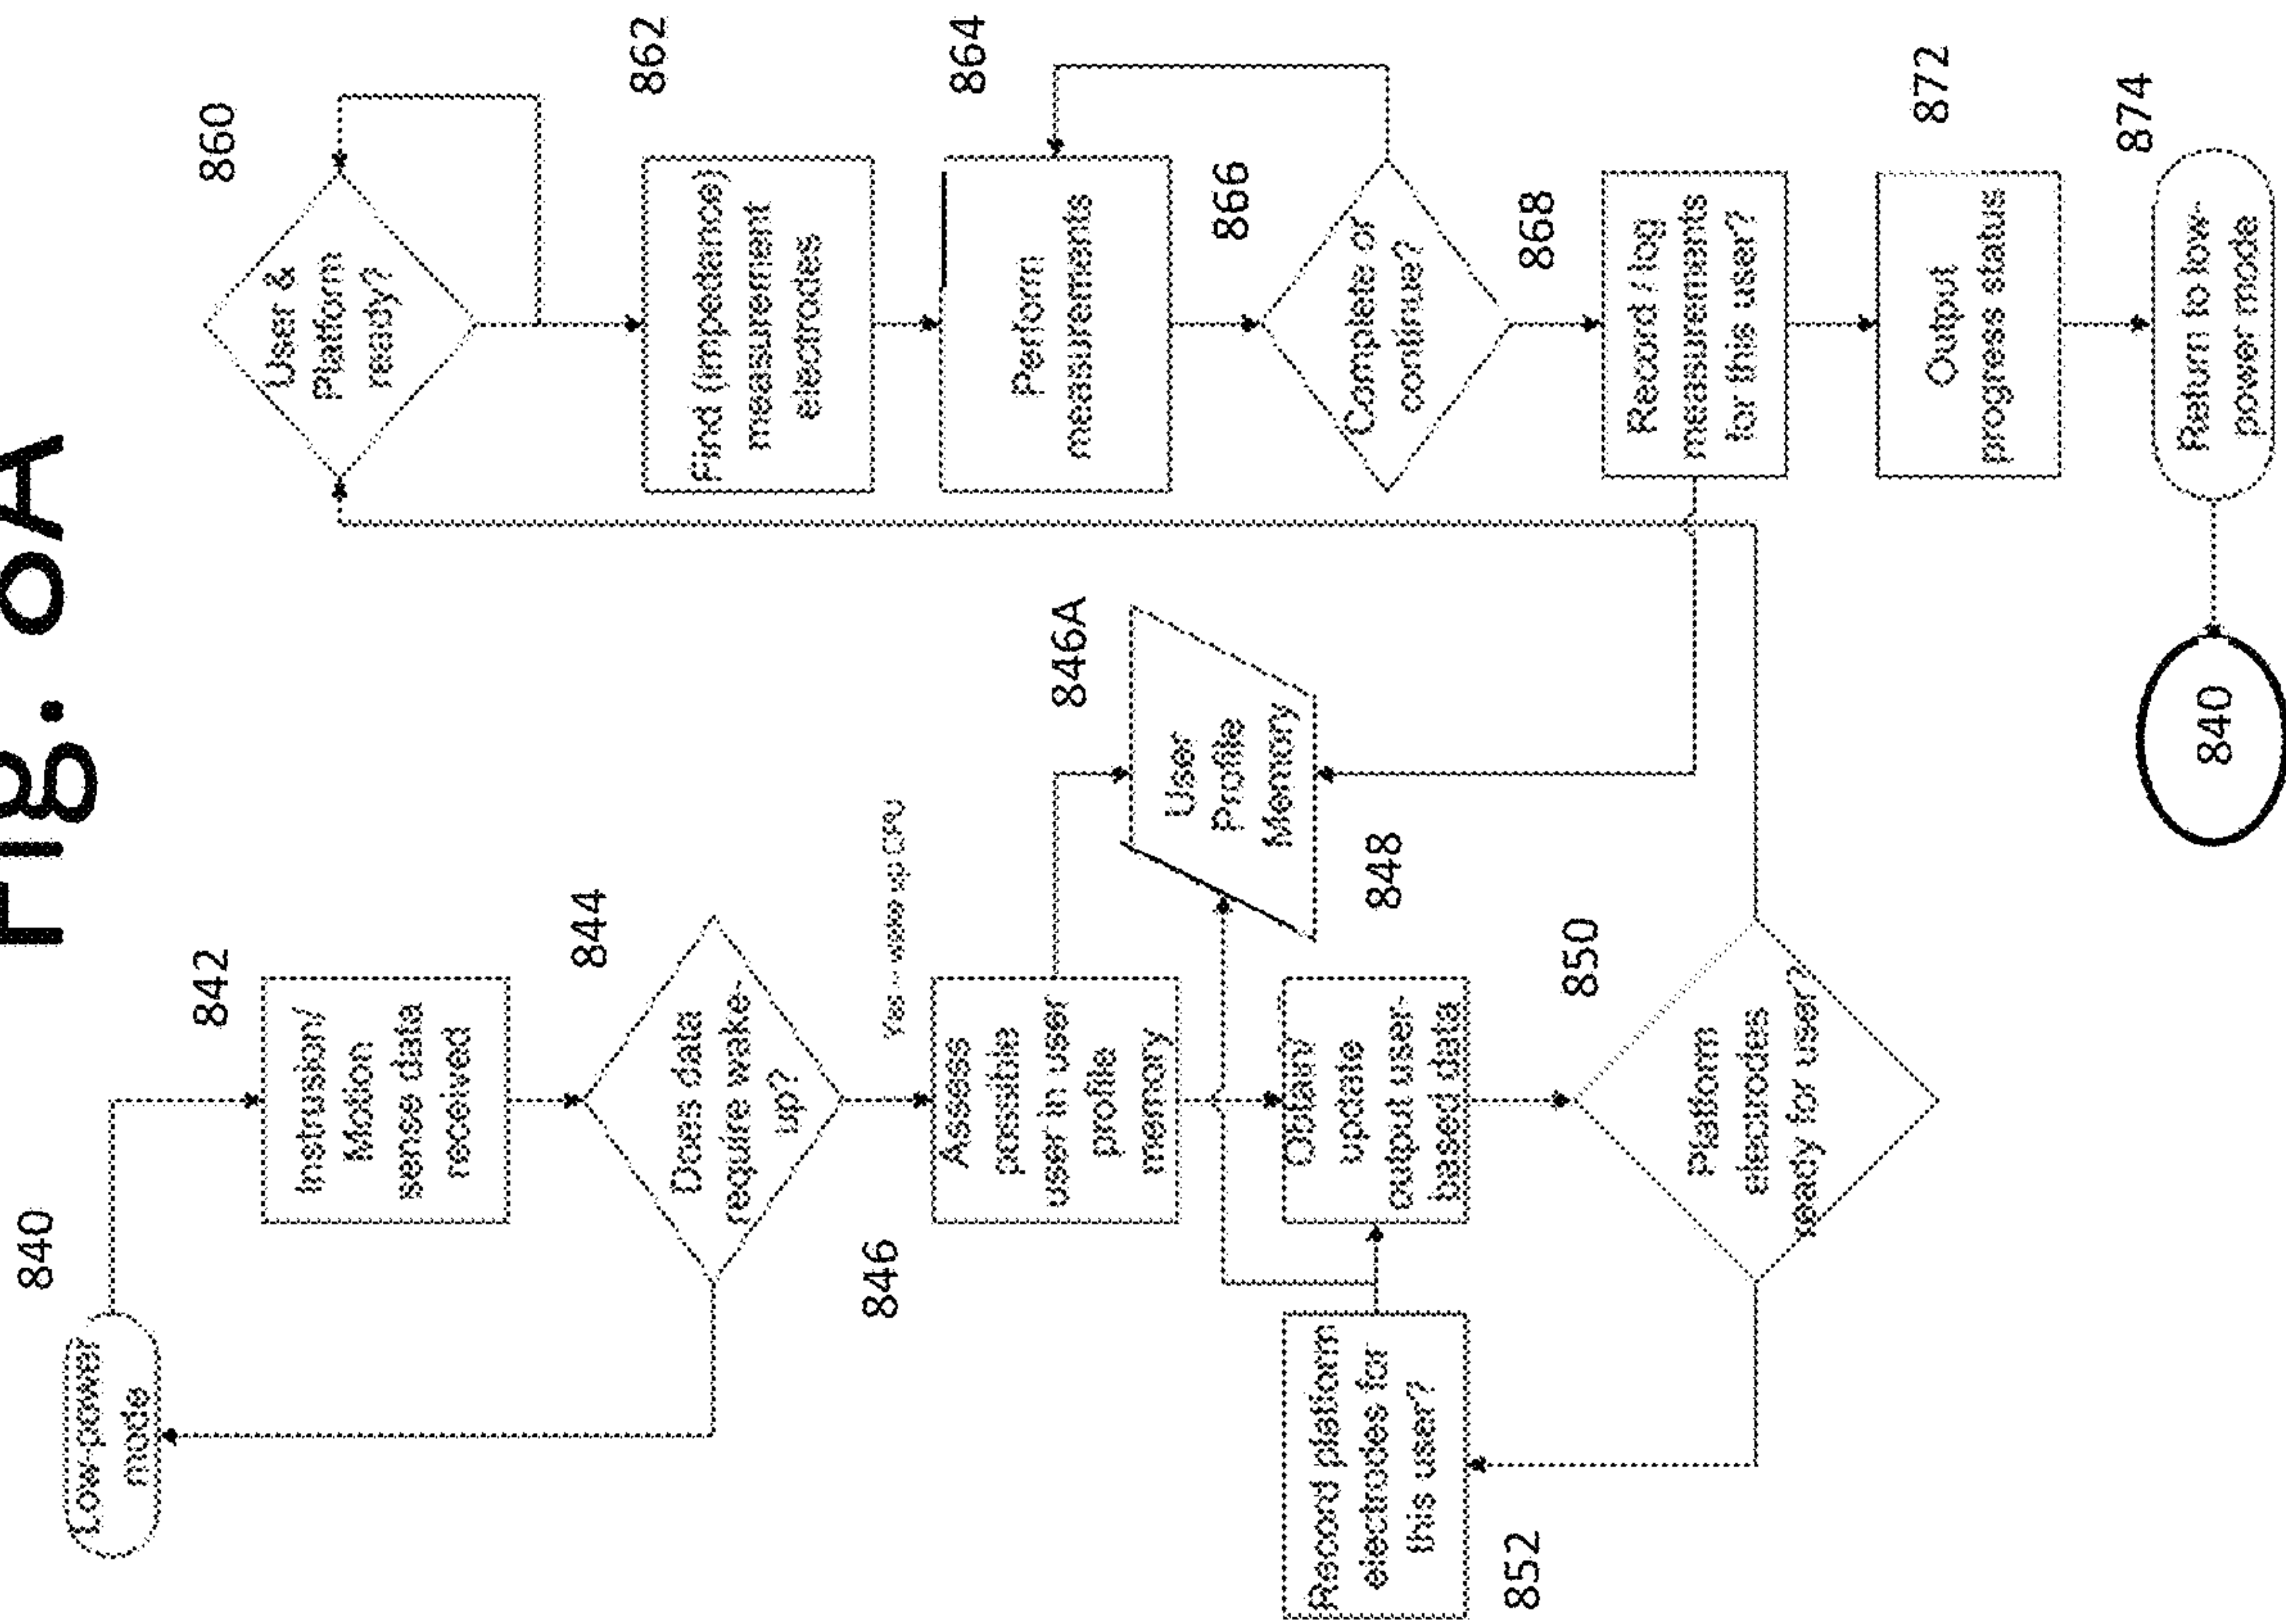 Fig. 8A
840
Low-power
mode
842
Instrusion/
Motion
sense data
received
844
Does data
require wake-
up?
Yes – wake up CPU
846
Assess
possible
user in user
profile
memory
846A
User
Profile
Memory
848
Obtain/
update
output user-
based data
850
Platform
electrodes
ready for user?
852
Record platform
electrodes for
this user?
860
User &
Platform
ready?
862
Find (impedance)
measurement
electrodes
864
Perform
measurements
866
Complete or
continue?
868
Record / log
measurements
for this user?
872
Output
progress status
874
Return to low-
power mode
840